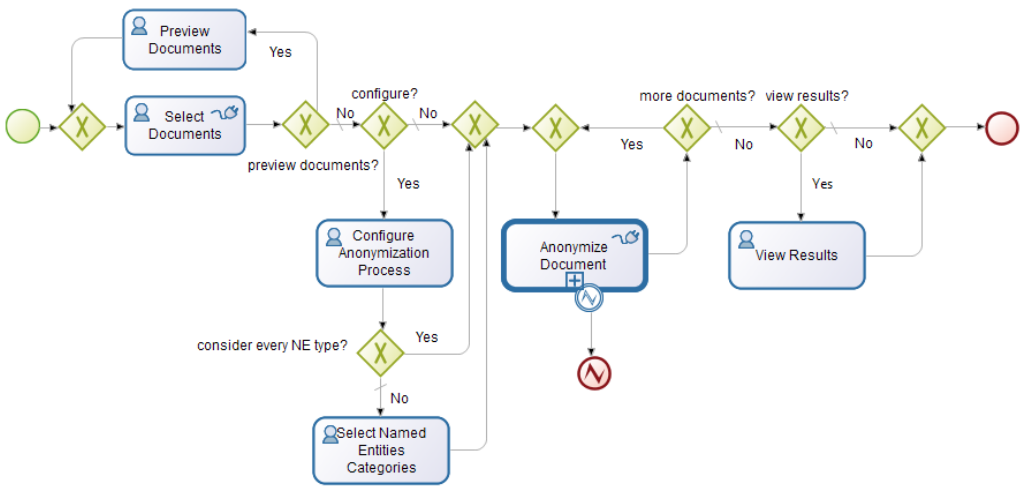 Preview
Documents
Yes
configure?
more documents?
view results?
Select
Documents
No
No
preview documents?
Yes
No
No
Yes
Yes
Configure
Anonymization
Process
Anonymize
Document
View Results
consider every NE type?
Yes
No
Select Named
Entities
Categories